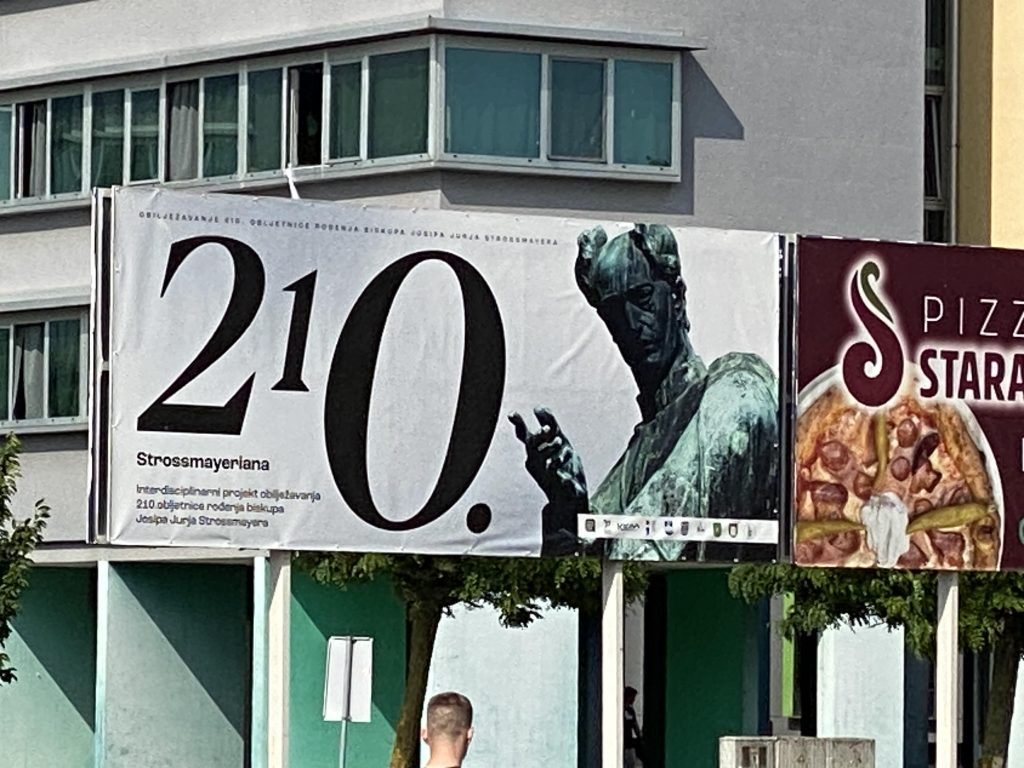 OBILJEŽAVANJE 210. OBLJETNICE ROĐENJA BISKUPA JOSIPA JURJA STROSSMAYERA
210.
Strossmayeriana
Interdisciplinarni projekt obilježavanja
210.obljetnice rođenja biskupa
Josipa Jurja Strossmayera
PIZZ
STARA